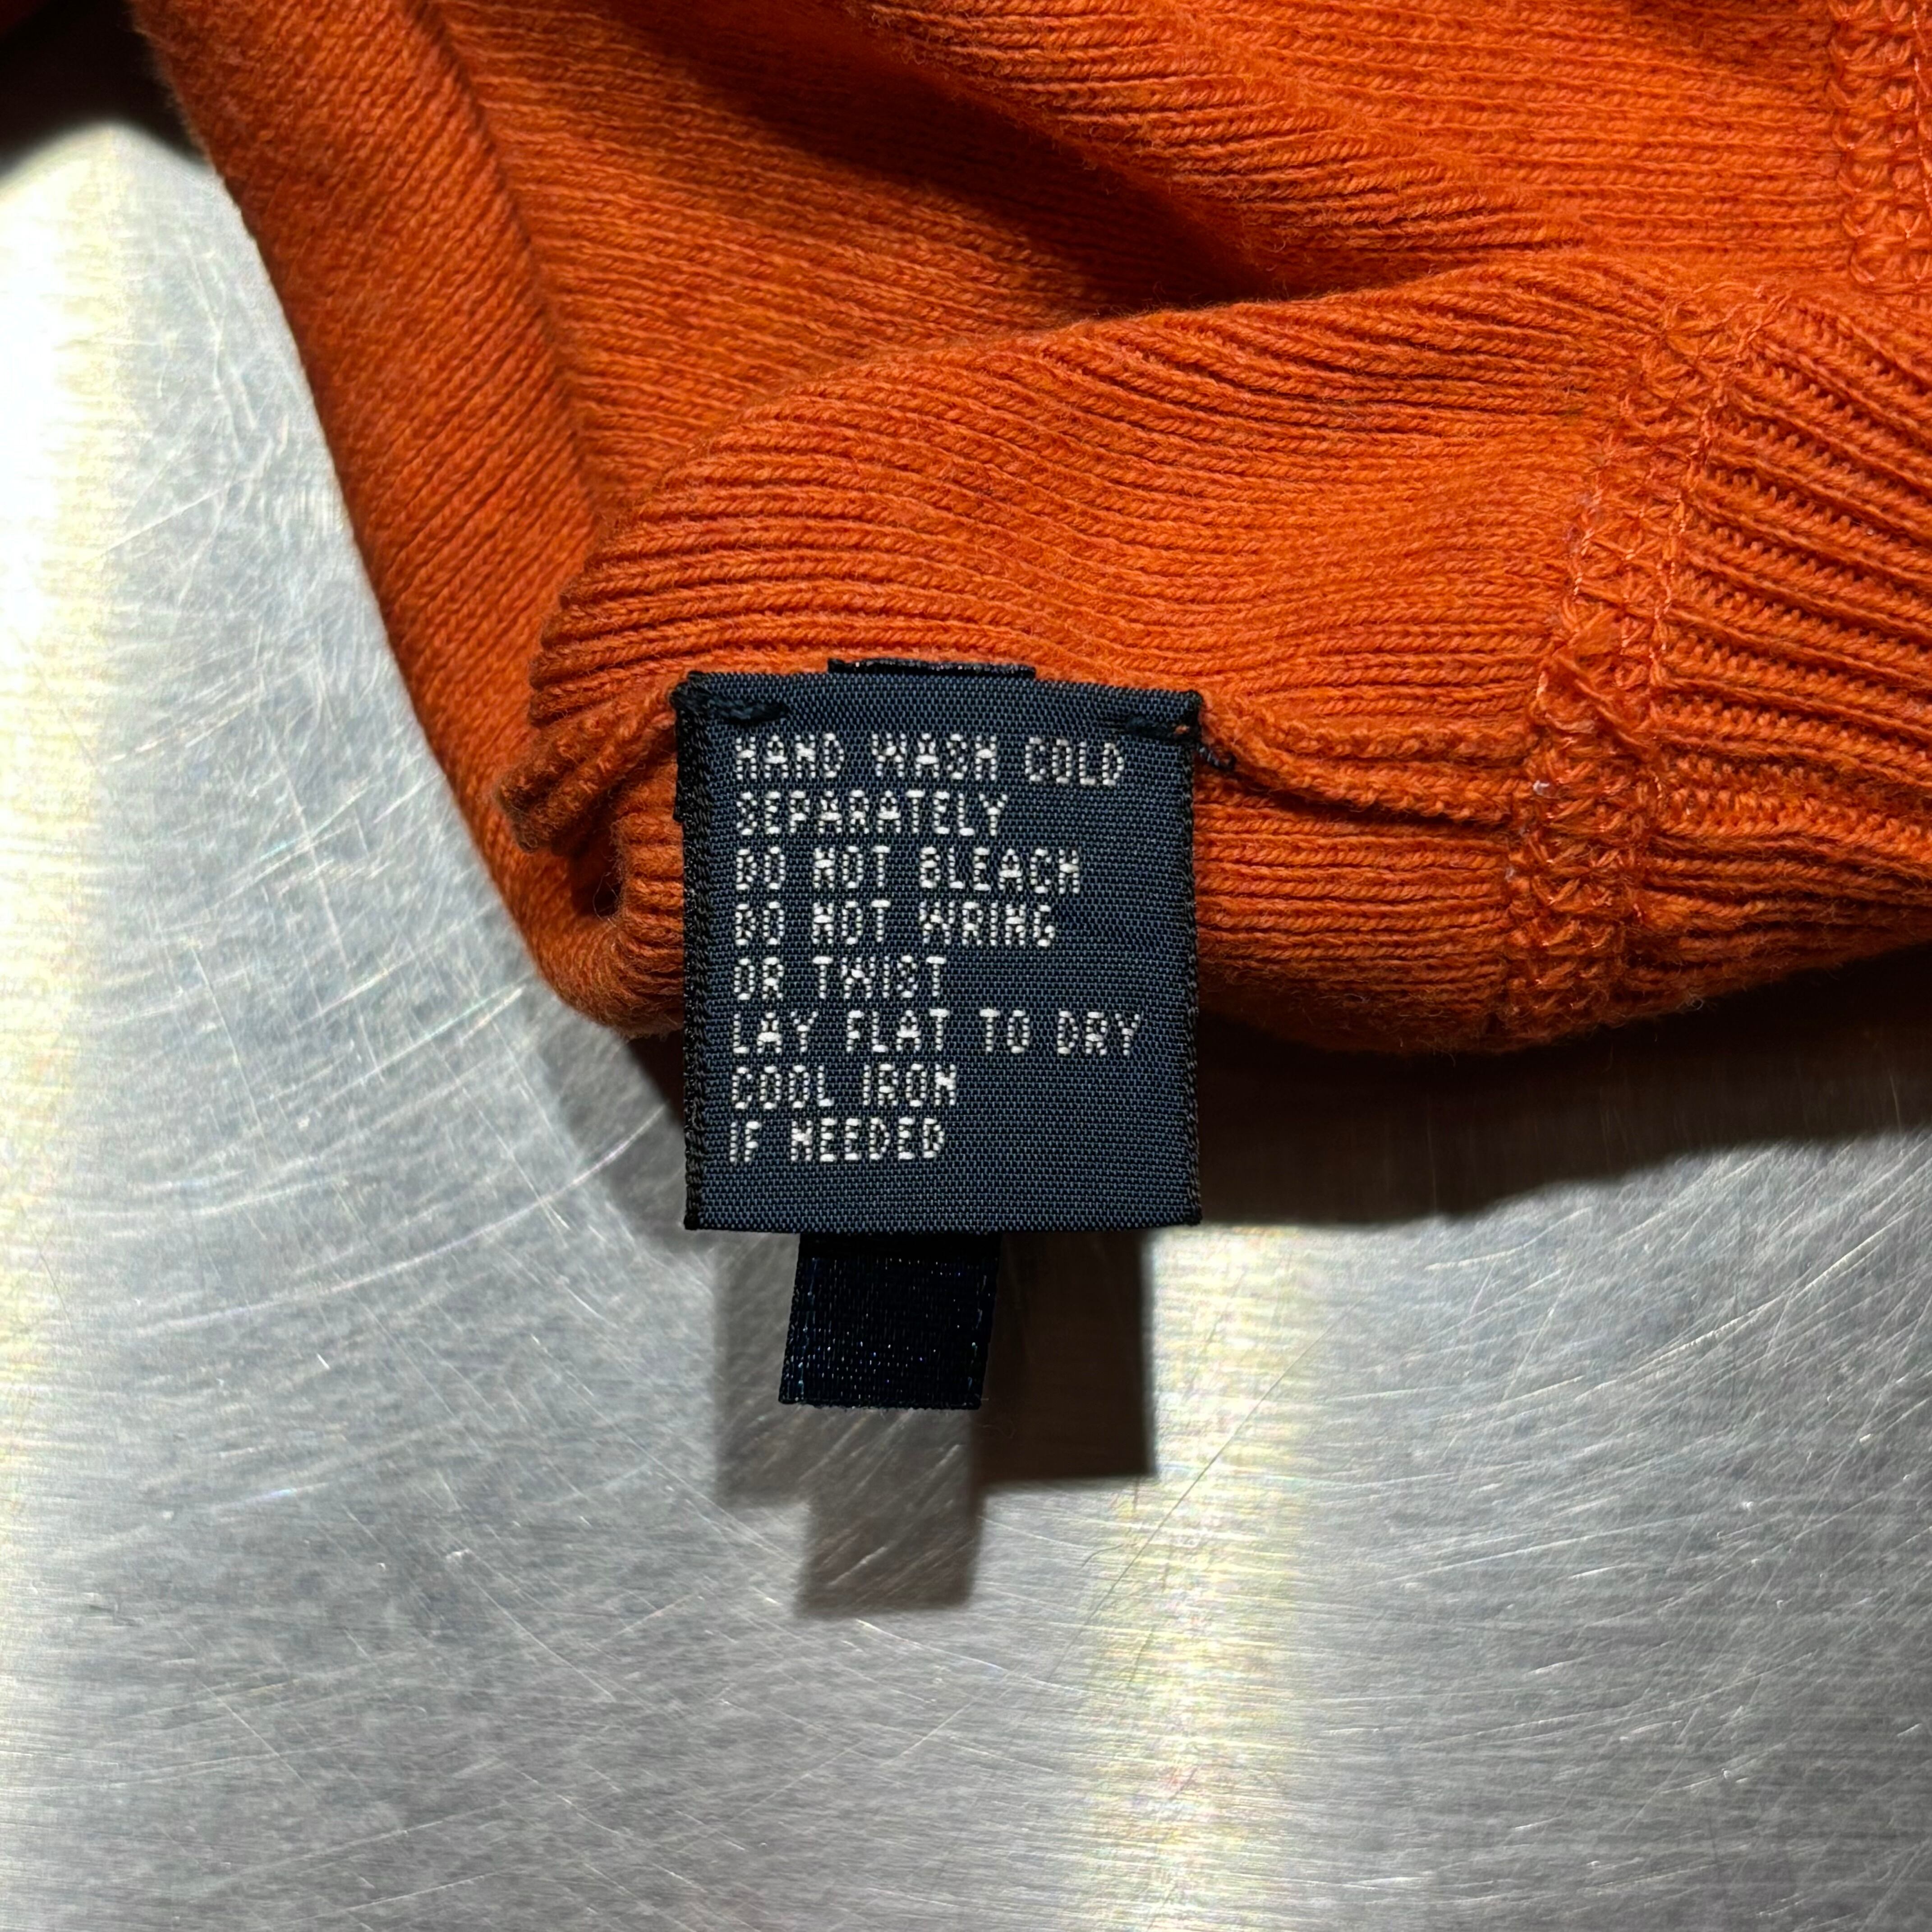 HAND WASH COLD
SEPARATELY
DO NOT BLEACH
DO NOT WRING
OR TWIST
LAY FLAT TO DRY
COOL IRON
IF NEEDED